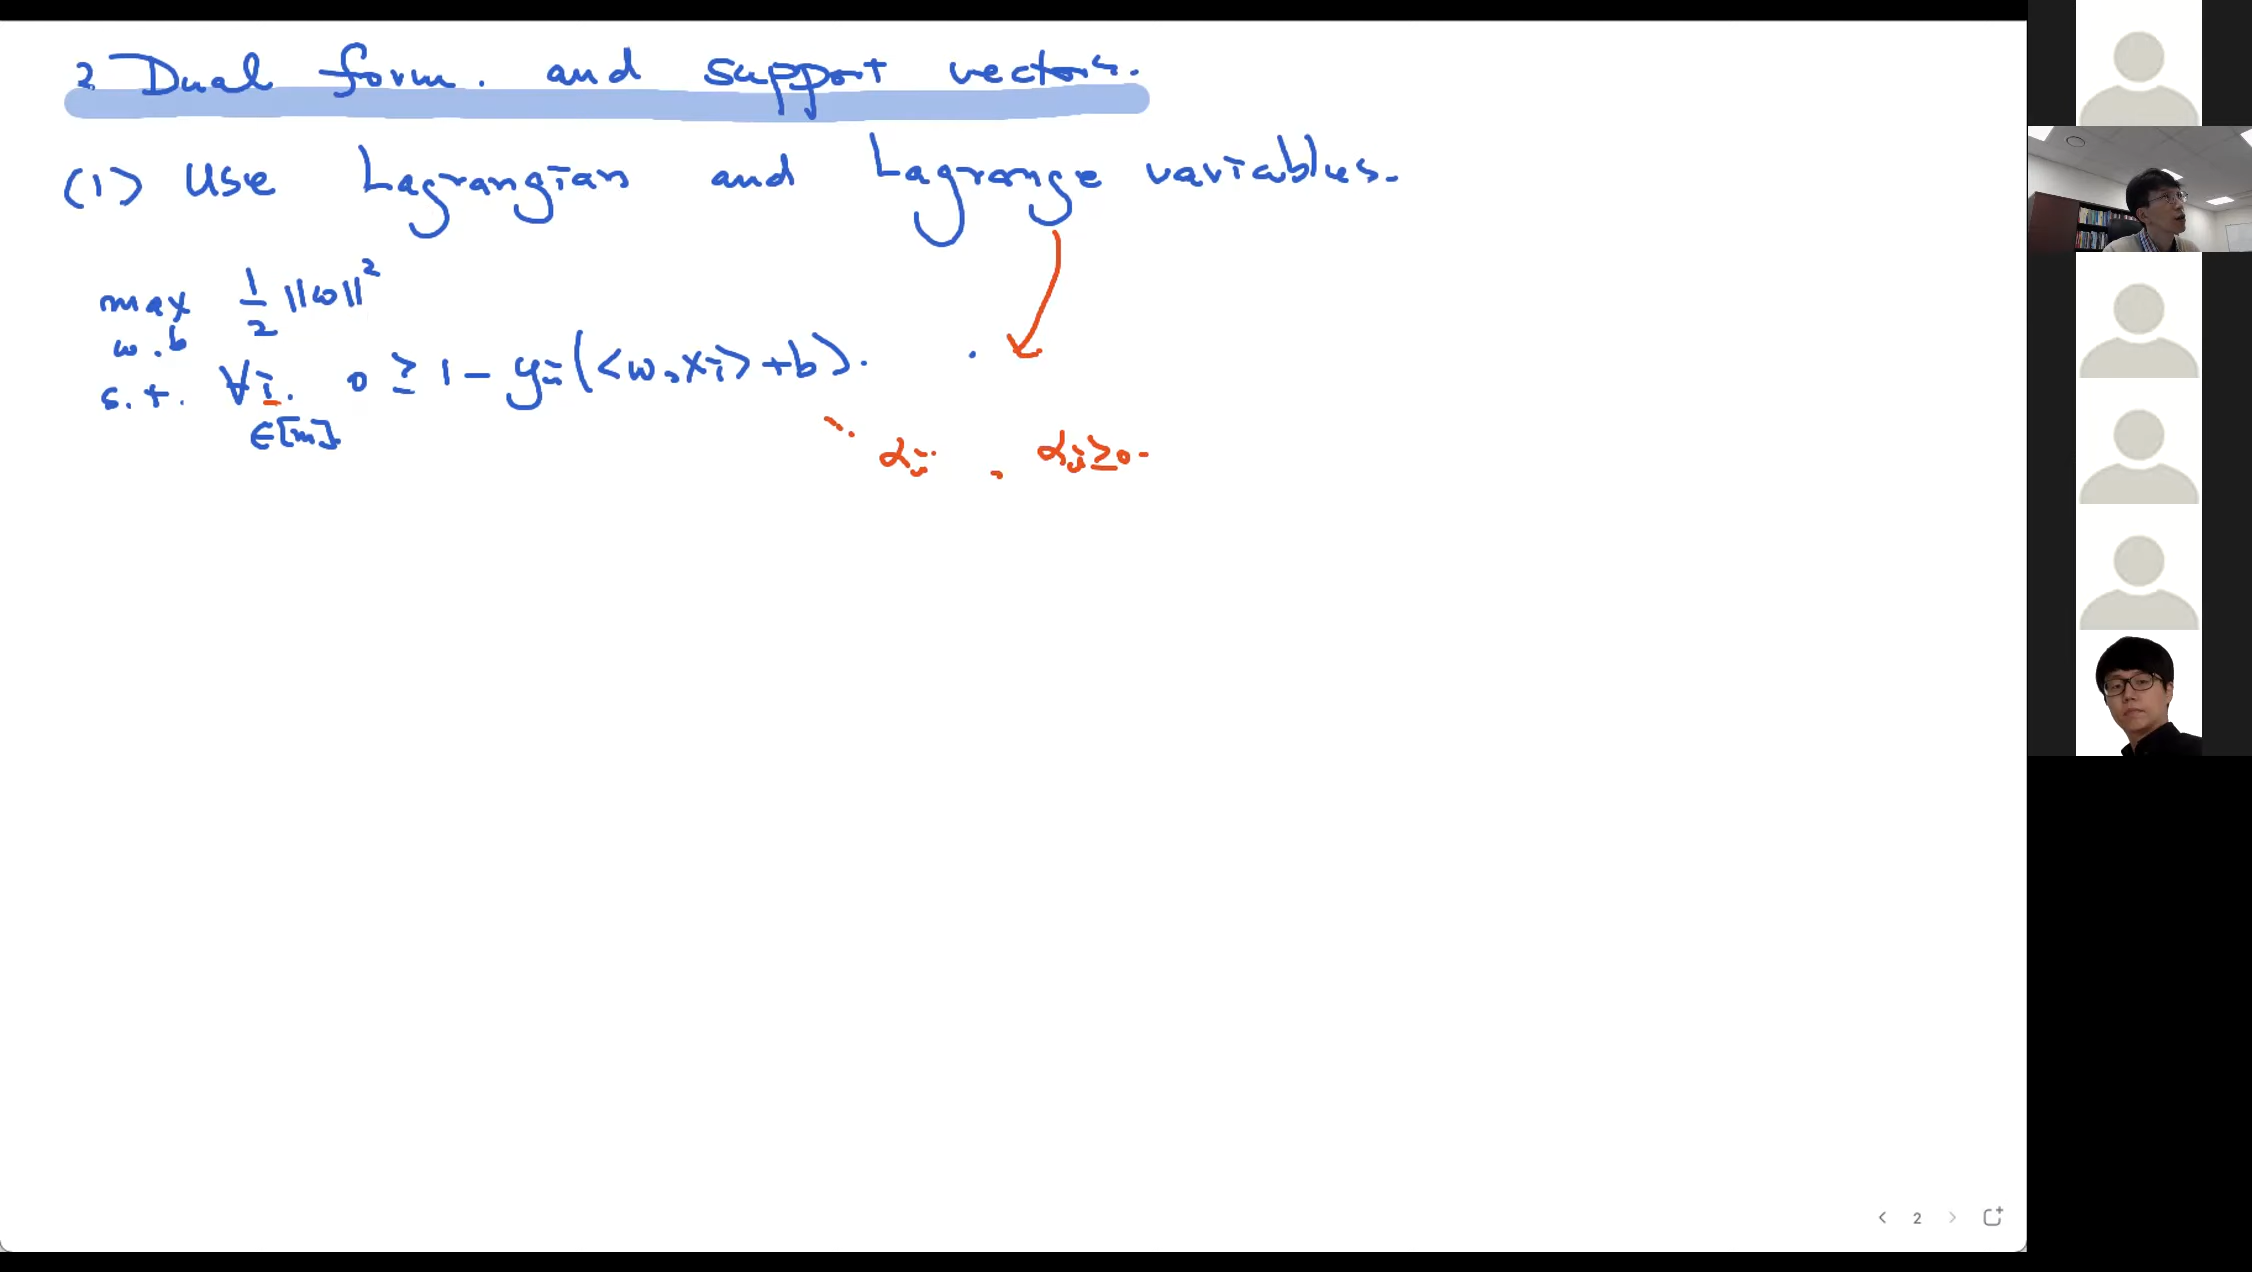 2 Dual form. and support vectors.
(1) Use Lagrangian and Lagrange variables.
max 1/2 ||w||²
w.b
s.t. ∀i. 0 ≥ 1 - yi(<w, xi> + b).
∈[m]
αi. αi ≥ 0.
< 2 >